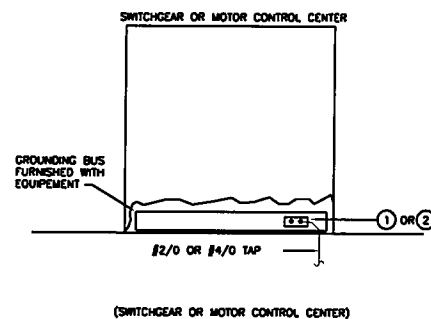 SWITCHGEAR OR MOTOR CONTROL CENTER
GROUNDING BUS
FURNISHED WITH
EQUIPEMENT
1 OR 2
#2/0 OR #4/0 TAP
(SWITCHGEAR OR MOTOR CONTROL CENTER)